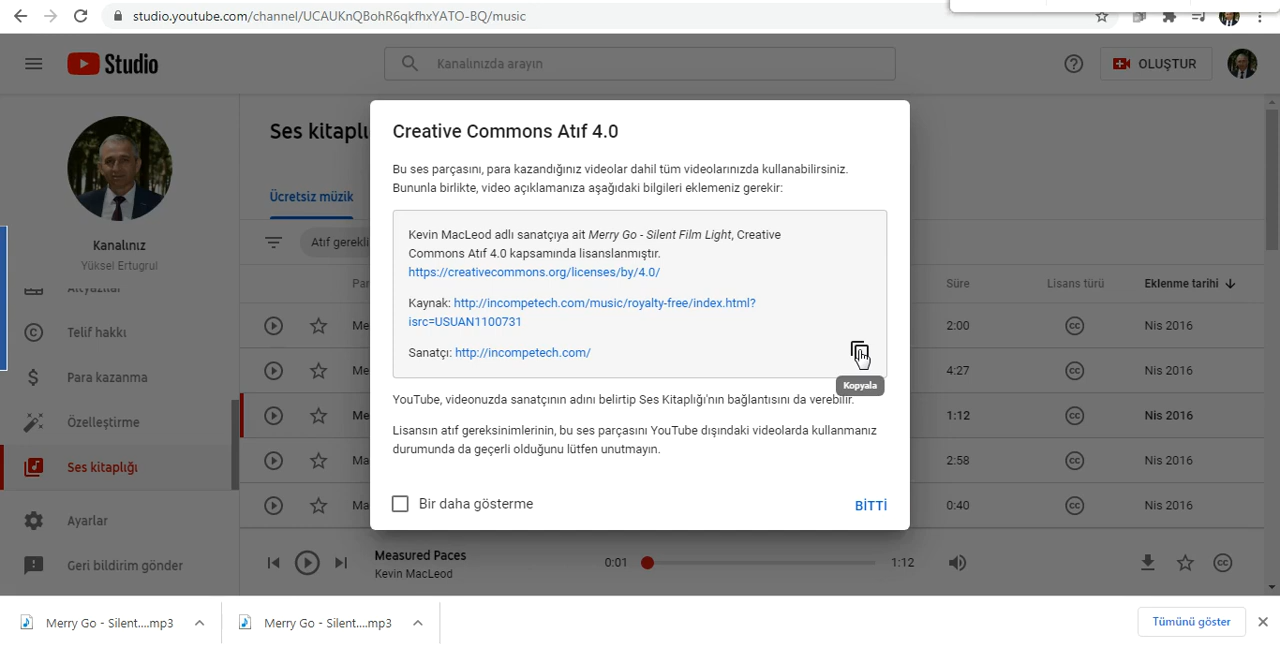 studio.youtube.com/channel/UCAUKnQBohR6qkfhxYATO-BQ/music
Studio
Kanalınızda arayın
OLUŞTUR
Kanalınız
Yüksel Ertugrul
Altyazılar
Telif hakkı
Para kazanma
Özelleştirme
Ses kitaplığı
Ayarlar
Geri bildirim gönder
Ses kitaplı
Ücretsiz müzik
Atıf gerekli
Par
Süre
Lisans türü
Eklenme tarihi
Me
2:00
Nis 2016
Me
4:27
Nis 2016
Me
1:12
Nis 2016
Ma
2:58
Nis 2016
Ma
0:40
Nis 2016
Creative Commons Atıf 4.0
Bu ses parçasını, para kazandığınız videolar dahil tüm videolarınızda kullanabilirsiniz.
Bununla birlikte, video açıklamanıza aşağıdaki bilgileri eklemeniz gerekir:
Kevin MacLeod adlı sanatçıya ait Merry Go - Silent Film Light, Creative
Commons Atıf 4.0 kapsamında lisanslanmıştır.
https://creativecommons.org/licenses/by/4.0/
Kaynak: http://incompetech.com/music/royalty-free/index.html?
isrc=USUAN1100731
Sanatçı: http://incompetech.com/
Kopyala
YouTube, videonuzda sanatçının adını belirtip Ses Kitaplığı'nın bağlantısını da verebilir.
Lisansın atıf gereksinimlerinin, bu ses parçasını YouTube dışındaki videolarda kullanmanız
durumunda da geçerli olduğunu lütfen unutmayın.
Bir daha gösterme
BİTTİ
Measured Paces
Kevin MacLeod
0:01
1:12
Merry Go - Silent....mp3
Merry Go - Silent....mp3
Tümünü göster